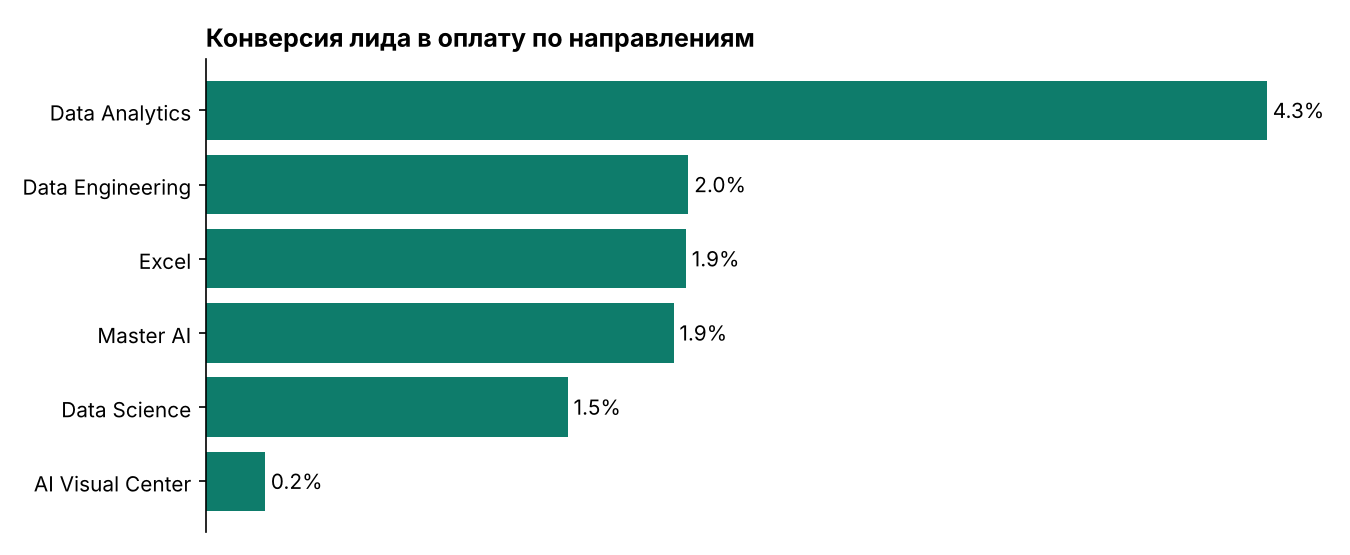 Конверсия лида в оплату по направлениям
Data Analytics 4.3%
Data Engineering 2.0%
Excel 1.9%
Master AI 1.9%
Data Science 1.5%
AI Visual Center 0.2%